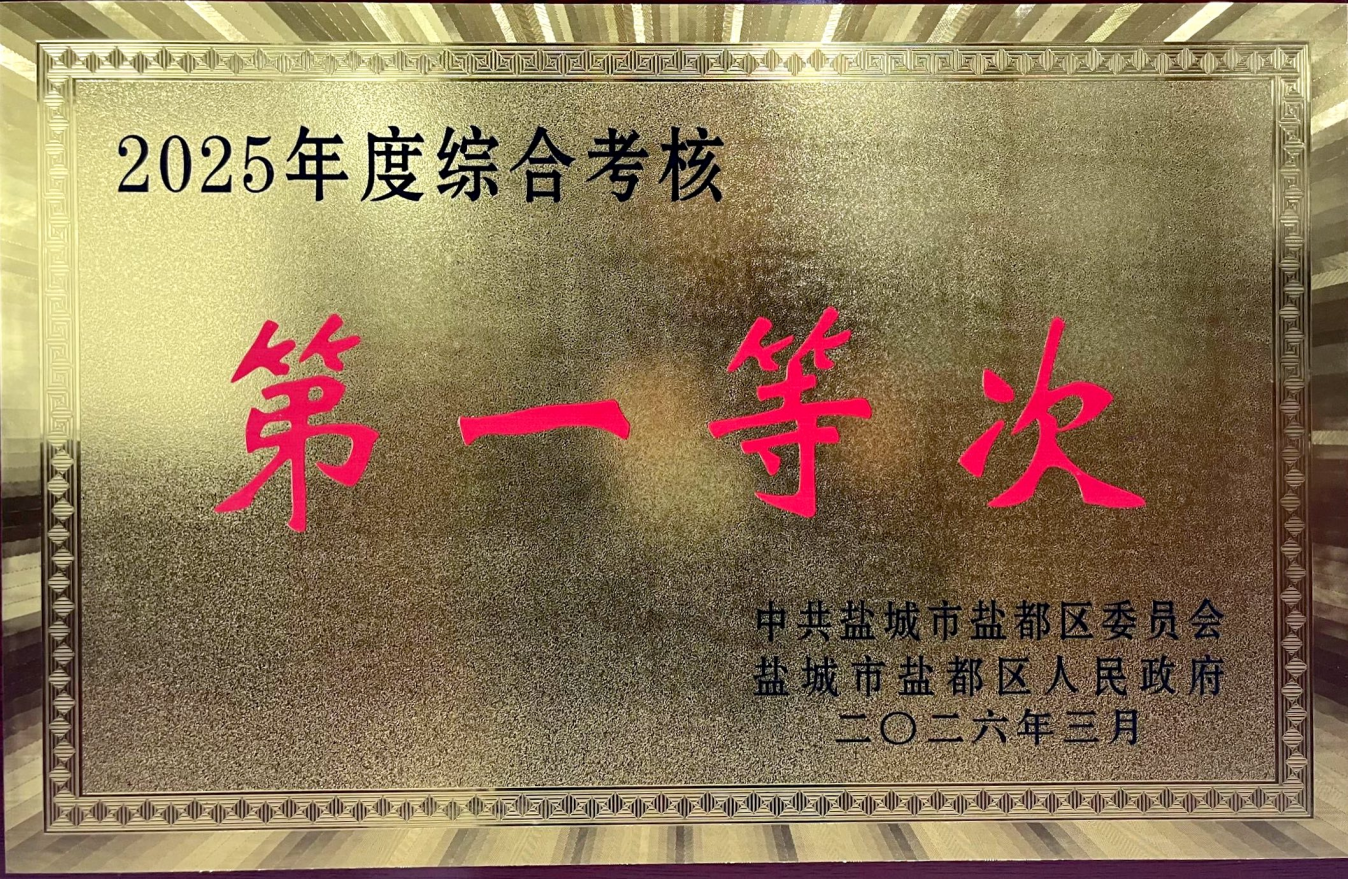 2025年度综合考核
第一等次
中共盐城市盐都区委员会
盐城市盐都区人民政府
二〇二六年三月